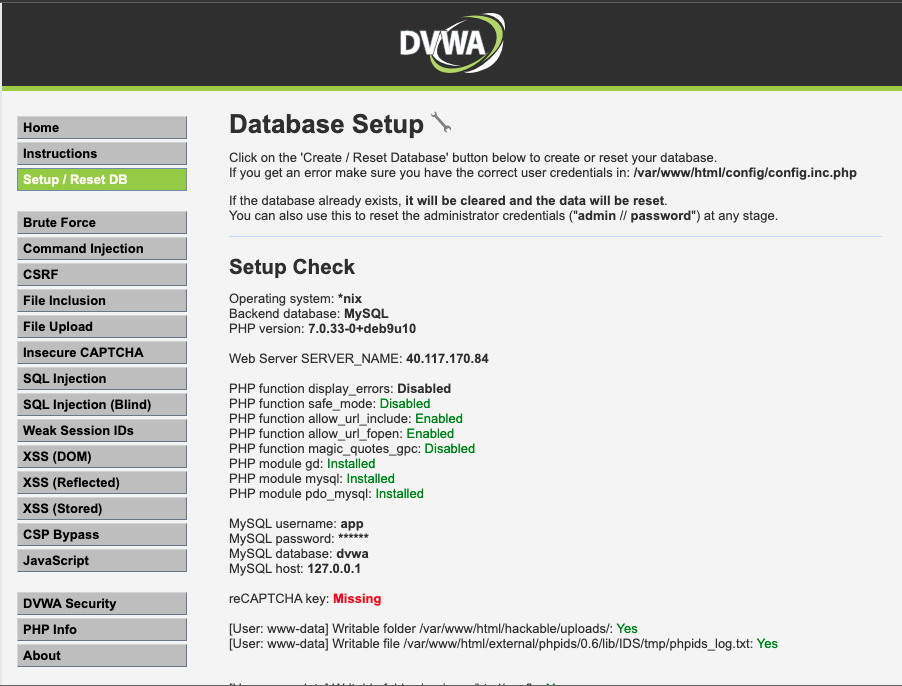 DVWA
Home
Instructions
Setup / Reset DB
Brute Force
Command Injection
CSRF
File Inclusion
File Upload
Insecure CAPTCHA
SQL Injection
SQL Injection (Blind)
Weak Session IDs
XSS (DOM)
XSS (Reflected)
XSS (Stored)
CSP Bypass
JavaScript
DVWA Security
PHP Info
About
Database Setup
Click on the 'Create / Reset Database' button below to create or reset your database.
If you get an error make sure you have the correct user credentials in: /var/www/html/config/config.inc.php
If the database already exists, it will be cleared and the data will be reset.
You can also use this to reset the administrator credentials ("admin // password") at any stage.
Setup Check
Operating system: *nix
Backend database: MySQL
PHP version: 7.0.33-0+deb9u10
Web Server SERVER_NAME: 40.117.170.84
PHP function display_errors: Disabled
PHP function safe_mode: Disabled
PHP function allow_url_include: Enabled
PHP function allow_url_fopen: Enabled
PHP function magic_quotes_gpc: Disabled
PHP module gd: Installed
PHP module mysql: Installed
PHP module pdo_mysql: Installed
MySQL username: app
MySQL password: ******
MySQL database: dvwa
MySQL host: 127.0.0.1
reCAPTCHA key: Missing
[User: www-data] Writable folder /var/www/html/hackable/uploads/: Yes
[User: www-data] Writable file /var/www/html/external/phpids/0.6/lib/IDS/tmp/phpids_log.txt: Yes